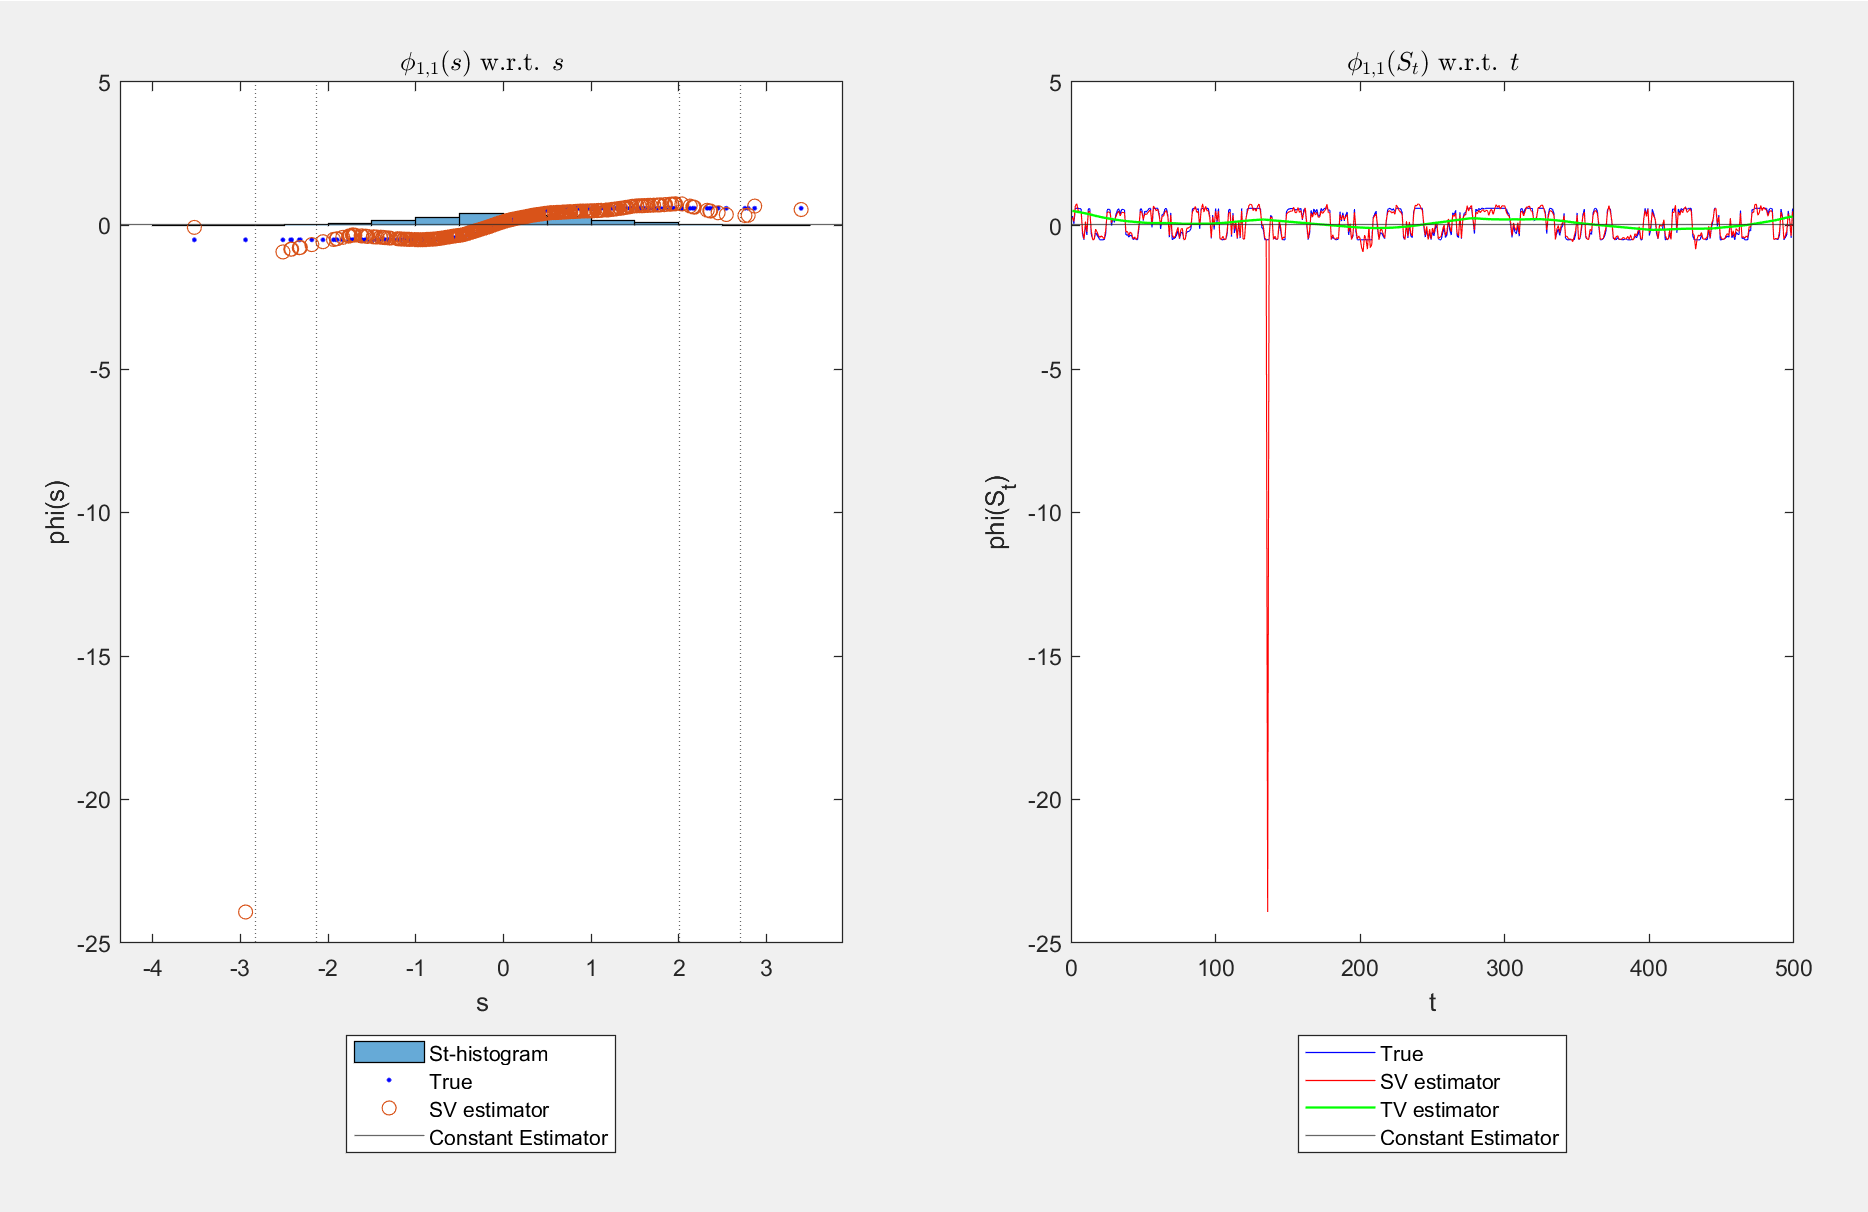 ϕ₁,₁(s) w.r.t. s
5
0
-5
-10
-15
-20
-25
phi(s)
-4 -3 -2 -1 0 1 2 3
s
St-histogram
True
SV estimator
Constant Estimator
ϕ₁,₁(Sₜ) w.r.t. t
5
0
-5
-10
-15
-20
-25
phi(Sₜ)
0 100 200 300 400 500
t
True
SV estimator
TV estimator
Constant Estimator